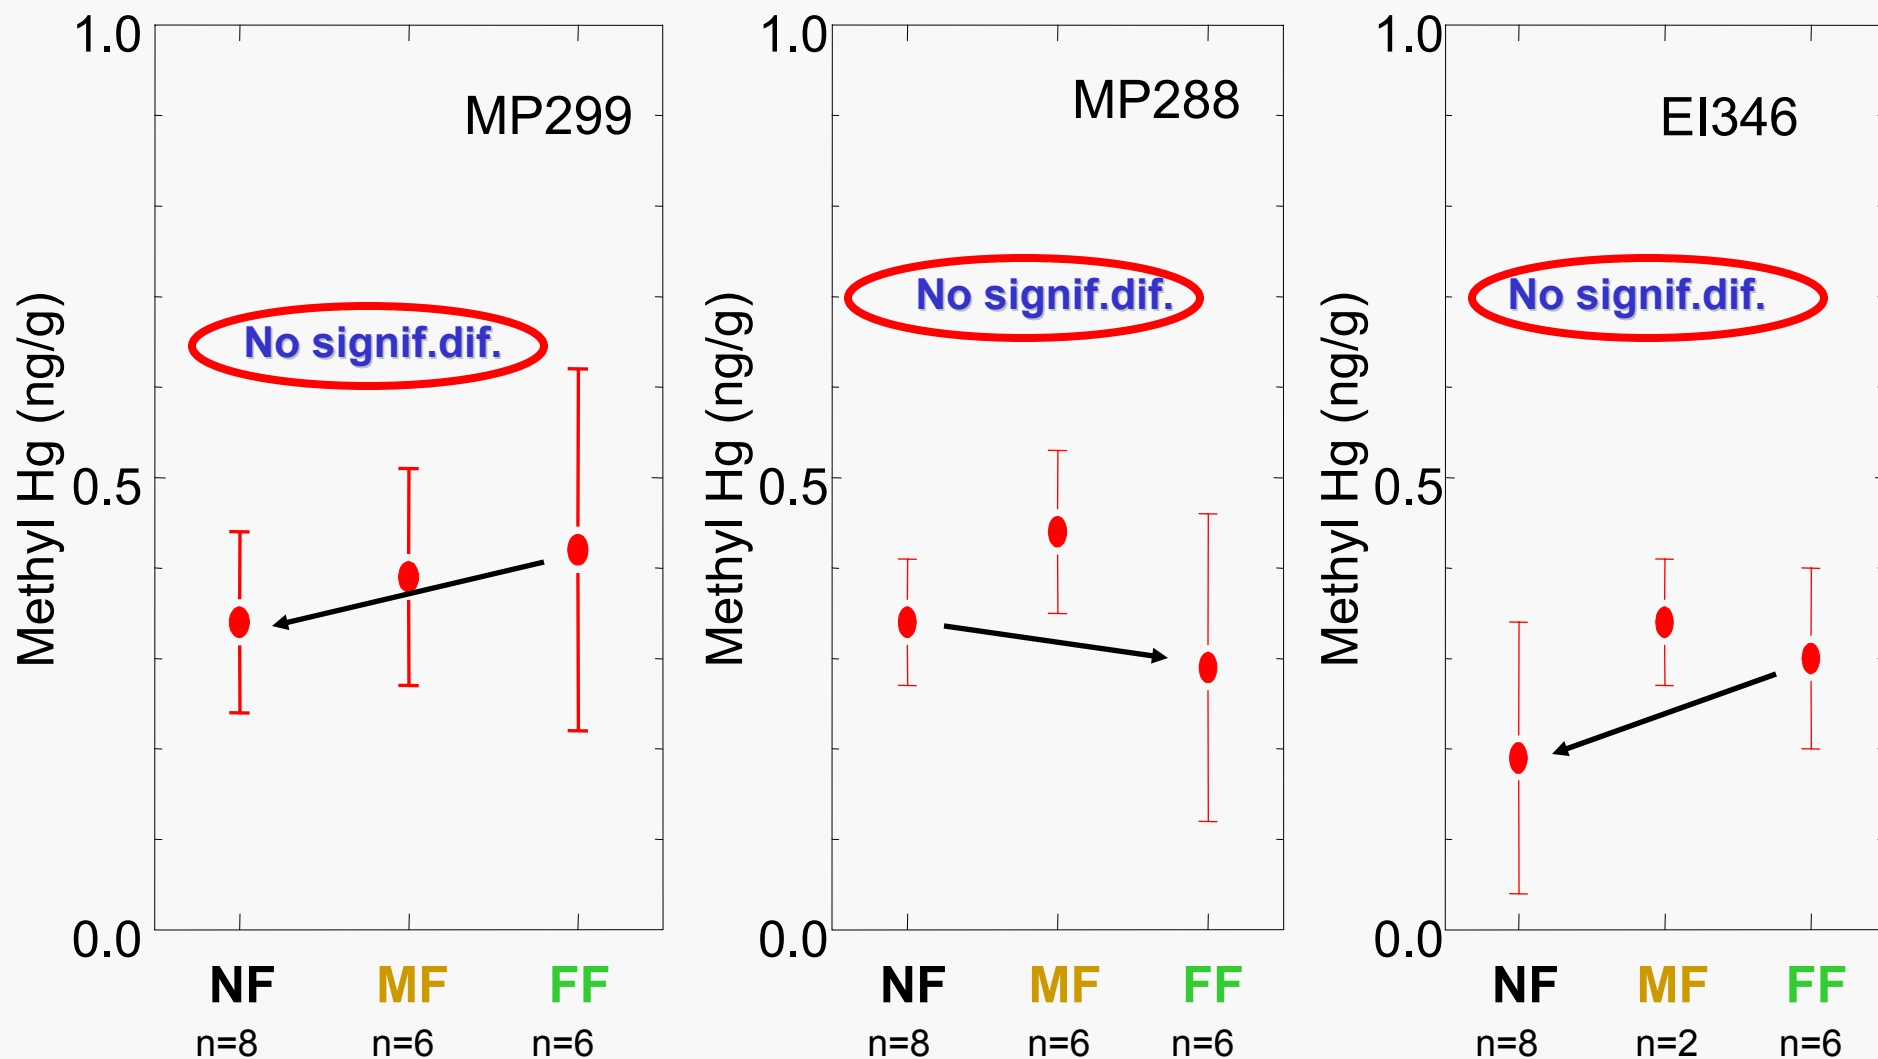 1.0
MP299
No signif.dif.
Methyl Hg (ng/g)
0.5
0.0
NF MF FF
n=8 n=6 n=6
1.0
MP288
No signif.dif.
Methyl Hg (ng/g)
0.5
0.0
NF MF FF
n=8 n=6 n=6
1.0
EI346
No signif.dif.
Methyl Hg (ng/g)
0.5
0.0
NF MF FF
n=8 n=2 n=6